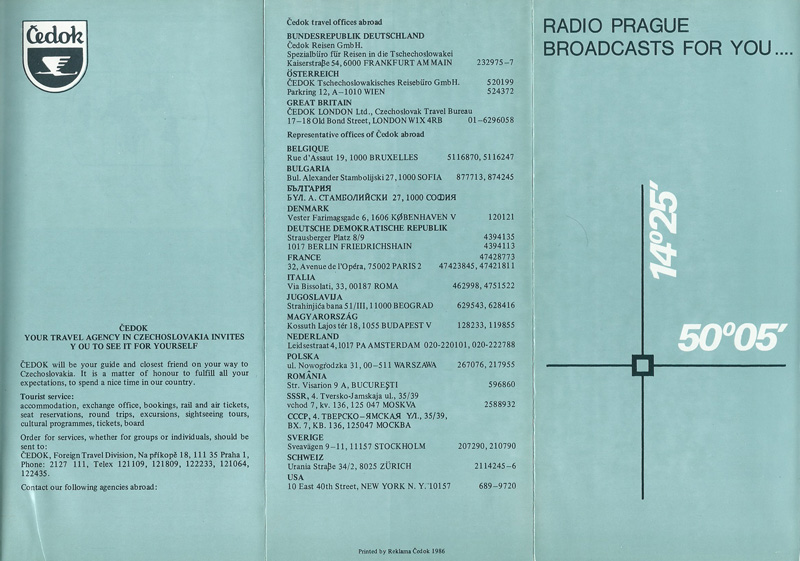 Čedok
ČEDOK
YOUR TRAVEL AGENCY IN CZECHOSLOVAKIA INVITES
Y OU TO SEE IT FOR YOURSELF
ČEDOK will be your guide and closest friend on your way to
Czechoslovakia. It is a matter of honour to fulfill all your
expectations, to spend a nice time in our country.
Tourist service:
accommodation, exchange office, bookings, rail and air tickets,
seat reservations, round trips, excursions, sightseeing tours,
cultural programmes, tickets, board
Order for services, whether for groups or individuals, should be
sent to:
ČEDOK, Foreign Travel Division, Na příkopě 18, 111 35 Praha 1,
Phone: 2127 111, Telex 121109, 121809, 122233, 121064,
122435.
Contact our following agencies abroad:
Čedok travel offices abroad
BUNDESREPUBLIK DEUTSCHLAND
Čedok Reisen GmbH.
Spezialbüro für Reisen in die Tschechoslowakei
Kaiserstraße 54, 6000 FRANKFURT AM MAIN 232975–7
ÖSTERREICH
ČEDOK Tschechoslowakisches Reisebüro GmbH. 520199
Parkring 12, A–1010 WIEN 524372
GREAT BRITAIN
ČEDOK LONDON Ltd., Czechoslovak Travel Bureau
17–18 Old Bond Street, LONDON W1X 4RB 01–6296058
Representative offices of Čedok abroad
BELGIQUE
Rue d'Assaut 19, 1000 BRUXELLES 5116870, 5116247
BULGARIA
Bul. Alexander Stambolijski 27, 1000 SOFIA 877713, 874245
БЪЛГАРИЯ
БУЛ. А. СТАМБОЛИЙСКИ 27, 1000 СОФИЯ
DENMARK
Vester Farimagsgade 6, 1606 KØBENHAVEN V 120121
DEUTSCHE DEMOKRATISCHE REPUBLIK
Strausberger Platz 8/9 4394135
1017 BERLIN FRIEDRICHSHAIN 4394113
FRANCE 47428773
32, Avenue de l'Opéra, 75002 PARIS 2 47423845, 47421811
ITALIA
Via Bissolati, 33, 00187 ROMA 462998, 4751522
JUGOSLAVIJA
Strahinjića bana 51/III, 11000 BEOGRAD 629543, 628416
MAGYARORSZÁG
Kossuth Lajos tér 18, 1055 BUDAPEST V 128233, 119855
NEDERLAND
Leidsestraat 4, 1017 PA AMSTERDAM 020-220101, 020-222788
POLSKA
ul. Nowogrodzka 31, 00–511 WARSZAWA 267076, 217955
ROMÂNIA
Str. Visarion 9 A, BUCUREȘTI 596860
SSSR, 4. Tversko-Jamskaja ul., 35/39
vchod 7, kv. 136, 125 047 MOSKVA 2588932
СССР, 4. ТВЕРСКО–ЯМСКАЯ УЛ., 35/39,
ВХ. 7, КВ. 136, 125047 МОСКВА
SVERIGE
Sveavägen 9–11, 11157 STOCKHOLM 207290, 210790
SCHWEIZ
Urania Straße 34/2, 8025 ZÜRICH 2114245–6
USA
10 East 40th Street, NEW YORK N. Y. 10157 689–9720
Printed by Reklama Čedok 1986
RADIO PRAGUE
BROADCASTS FOR YOU....
14°25'
50°05'